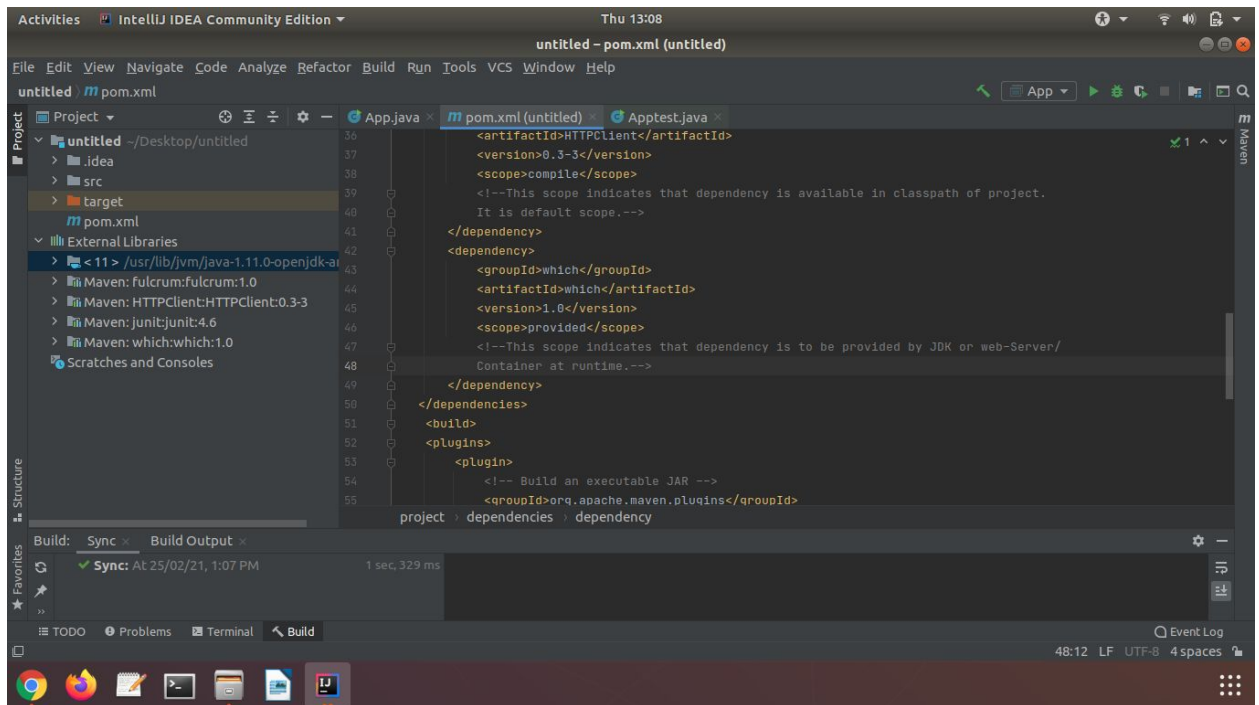 Activities IntelliJ IDEA Community Edition Thu 13:08
untitled – pom.xml (untitled)
File Edit View Navigate Code Analyze Refactor Build Run Tools VCS Window Help
untitled pom.xml App
Project App.java pom.xml (untitled) Apptest.java
Project
Maven
untitled ~/Desktop/untitled
.idea
src
target
pom.xml
External Libraries
< 11 > /usr/lib/jvm/java-1.11.0-openjdk-a
Maven: fulcrum:fulcrum:1.0
Maven: HTTPClient:HTTPClient:0.3-3
Maven: junit:junit:4.6
Maven: which:which:1.0
Scratches and Consoles
36 <artifactId>HTTPClient</artifactId>
37 <version>0.3-3</version>
38 <scope>compile</scope>
39 <!--This scope indicates that dependency is available in classpath of project.
40 It is default scope.-->
41 </dependency>
42 <dependency>
43 <groupId>which</groupId>
44 <artifactId>which</artifactId>
45 <version>1.0</version>
46 <scope>provided</scope>
47 <!--This scope indicates that dependency is to be provided by JDK or web-Server/
48 Container at runtime.-->
49 </dependency>
50 </dependencies>
51 <build>
52 <plugins>
53 <plugin>
54 <!-- Build an executable JAR -->
55 <groupId>org.apache.maven.plugins</groupId>
1
project dependencies dependency
Structure
Favorites
Build: Sync Build Output
Sync: At 25/02/21, 1:07 PM 1 sec, 329 ms
TODO Problems Terminal Build Event Log
48:12 LF UTF-8 4 spaces